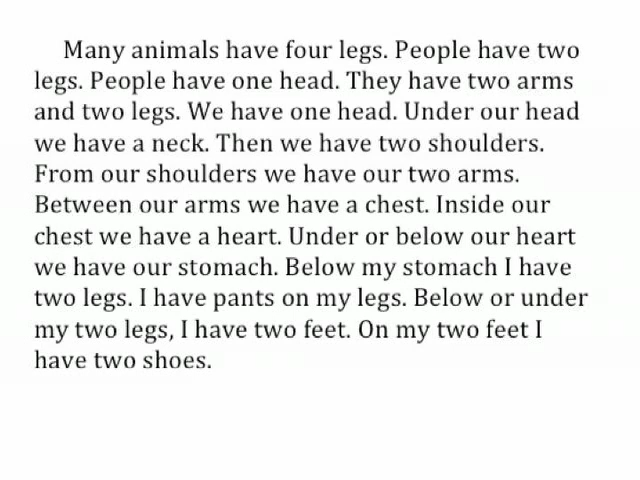 Many animals have four legs. People have two
legs. People have one head. They have two arms
and two legs. We have one head. Under our head
we have a neck. Then we have two shoulders.
From our shoulders we have our two arms.
Between our arms we have a chest. Inside our
chest we have a heart. Under or below our heart
we have our stomach. Below my stomach I have
two legs. I have pants on my legs. Below or under
my two legs, I have two feet. On my two feet I
have two shoes.